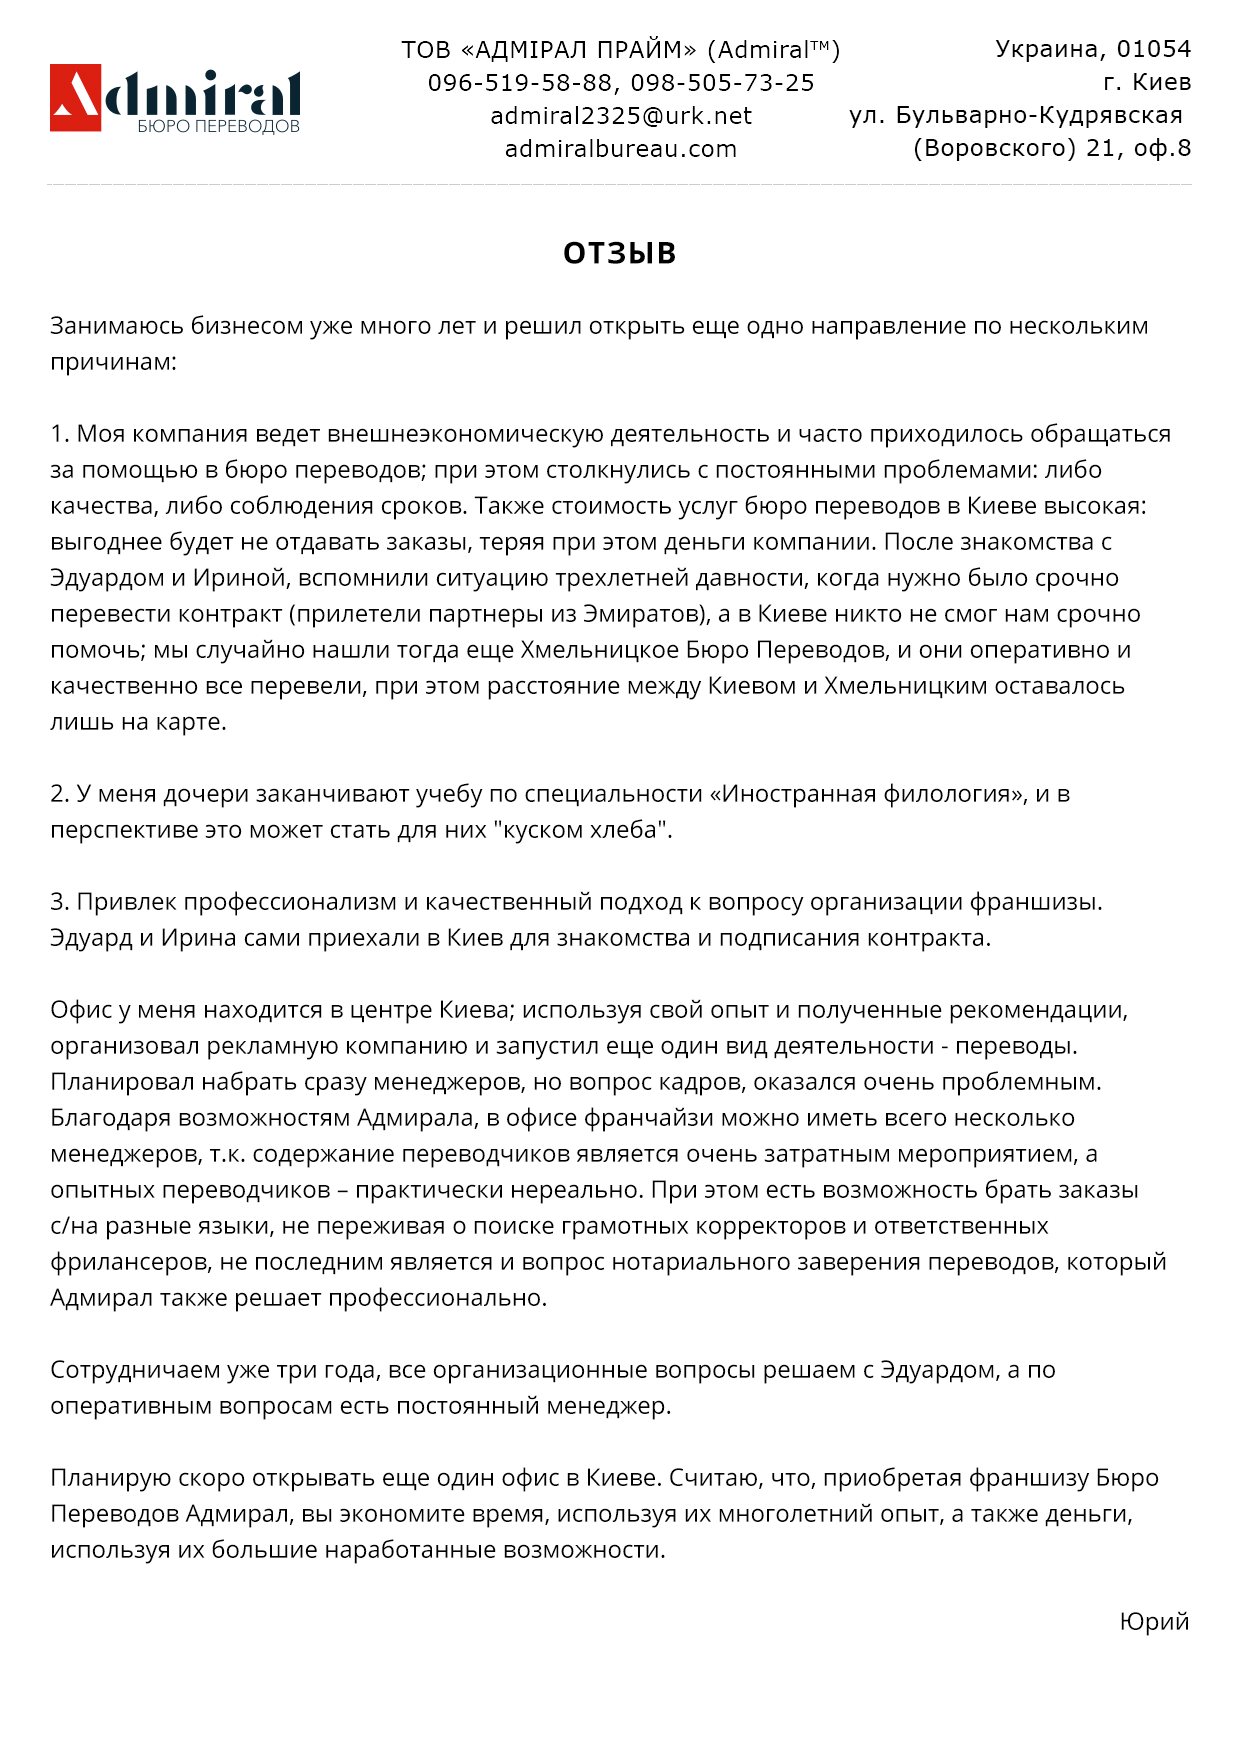 Admiral
БЮРО ПЕРЕВОДОВ
ТОВ «АДМІРАЛ ПРАЙМ» (Admiral™)
096-519-58-88, 098-505-73-25
admiral2325@urk.net
admiralbureau.com
Украина, 01054
г. Киев
ул. Бульварно-Кудрявская
(Воровского) 21, оф.8
ОТЗЫВ
Занимаюсь бизнесом уже много лет и решил открыть еще одно направление по нескольким
причинам:
1. Моя компания ведет внешнеэкономическую деятельность и часто приходилось обращаться
за помощью в бюро переводов; при этом столкнулись с постоянными проблемами: либо
качества, либо соблюдения сроков. Также стоимость услуг бюро переводов в Киеве высокая:
выгоднее будет не отдавать заказы, теряя при этом деньги компании. После знакомства с
Эдуардом и Ириной, вспомнили ситуацию трехлетней давности, когда нужно было срочно
перевести контракт (прилетели партнеры из Эмиратов), а в Киеве никто не смог нам срочно
помочь; мы случайно нашли тогда еще Хмельницкое Бюро Переводов, и они оперативно и
качественно все перевели, при этом расстояние между Киевом и Хмельницким оставалось
лишь на карте.
2. У меня дочери заканчивают учебу по специальности «Иностранная филология», и в
перспективе это может стать для них "куском хлеба".
3. Привлек профессионализм и качественный подход к вопросу организации франшизы.
Эдуард и Ирина сами приехали в Киев для знакомства и подписания контракта.
Офис у меня находится в центре Киева; используя свой опыт и полученные рекомендации,
организовал рекламную компанию и запустил еще один вид деятельности - переводы.
Планировал набрать сразу менеджеров, но вопрос кадров, оказался очень проблемным.
Благодаря возможностям Адмирала, в офисе франчайзи можно иметь всего несколько
менеджеров, т.к. содержание переводчиков является очень затратным мероприятием, а
опытных переводчиков – практически нереально. При этом есть возможность брать заказы
с/на разные языки, не переживая о поиске грамотных корректоров и ответственных
фрилансеров, не последним является и вопрос нотариального заверения переводов, который
Адмирал также решает профессионально.
Сотрудничаем уже три года, все организационные вопросы решаем с Эдуардом, а по
оперативным вопросам есть постоянный менеджер.
Планирую скоро открывать еще один офис в Киеве. Считаю, что, приобретая франшизу Бюро
Переводов Адмирал, вы экономите время, используя их многолетний опыт, а также деньги,
используя их большие наработанные возможности.
Юрий